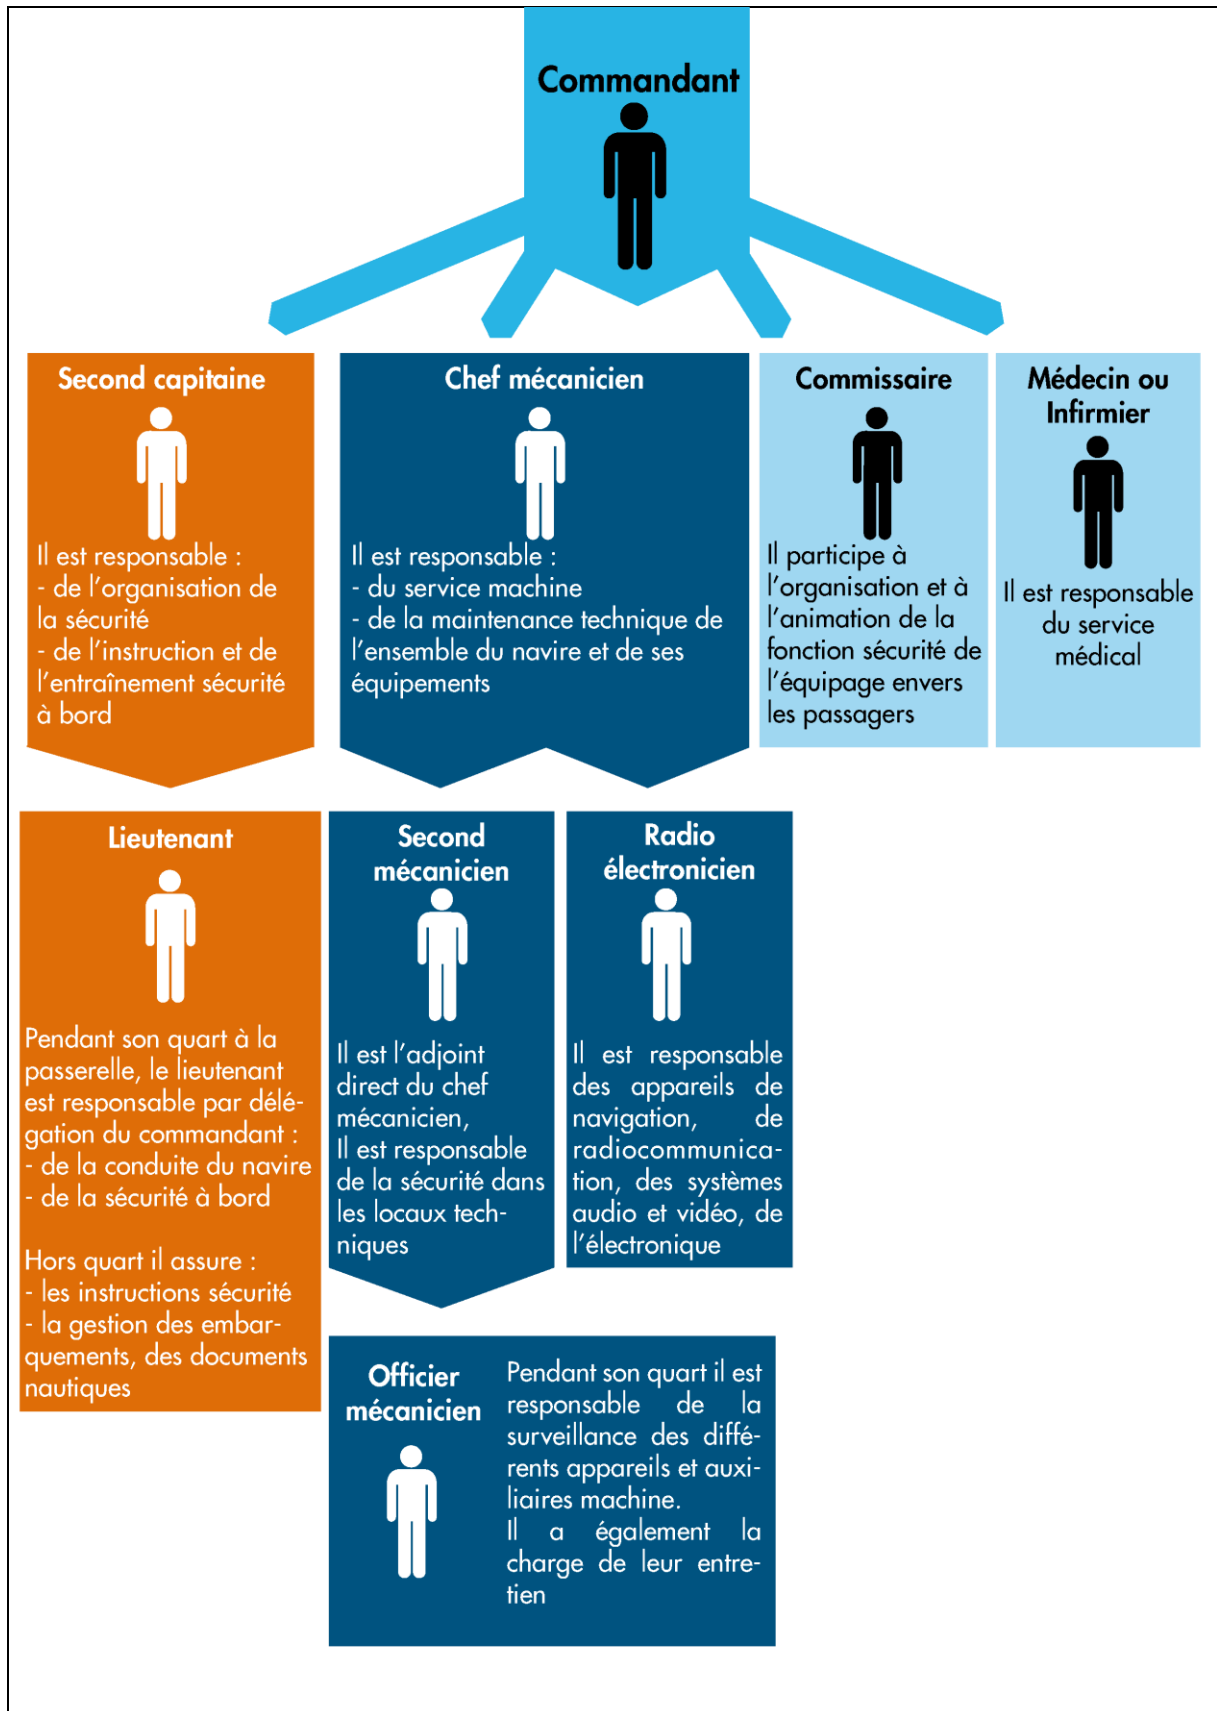 Commandant
Second capitaine
Il est responsable :
- de l'organisation de
la sécurité
- de l'instruction et de
l'entraînement sécurité
à bord
Chef mécanicien
Il est responsable :
- du service machine
- de la maintenance technique de
l'ensemble du navire et de ses
équipements
Commissaire
Il participe à
l'organisation et à
l'animation de la
fonction sécurité de
l'équipage envers
les passagers
Médecin ou
Infirmier
Il est responsable
du service
médical
Lieutenant
Pendant son quart à la
passerelle, le lieutenant
est responsable par délé-
gation du commandant :
- de la conduite du navire
- de la sécurité à bord
Hors quart il assure :
- les instructions sécurité
- la gestion des embar-
quements, des documents
nautiques
Second
mécanicien
Il est l'adjoint
direct du chef
mécanicien,
Il est responsable
de la sécurité dans
les locaux tech-
niques
Radio
électronicien
Il est responsable
des appareils de
navigation, de
radiocommunica-
tion, des systèmes
audio et vidéo, de
l'électronique
Officier
mécanicien
Pendant son quart il est
responsable de la
surveillance des diffé-
rents appareils et auxi-
liaires machine.
Il a également la
charge de leur entre-
tien